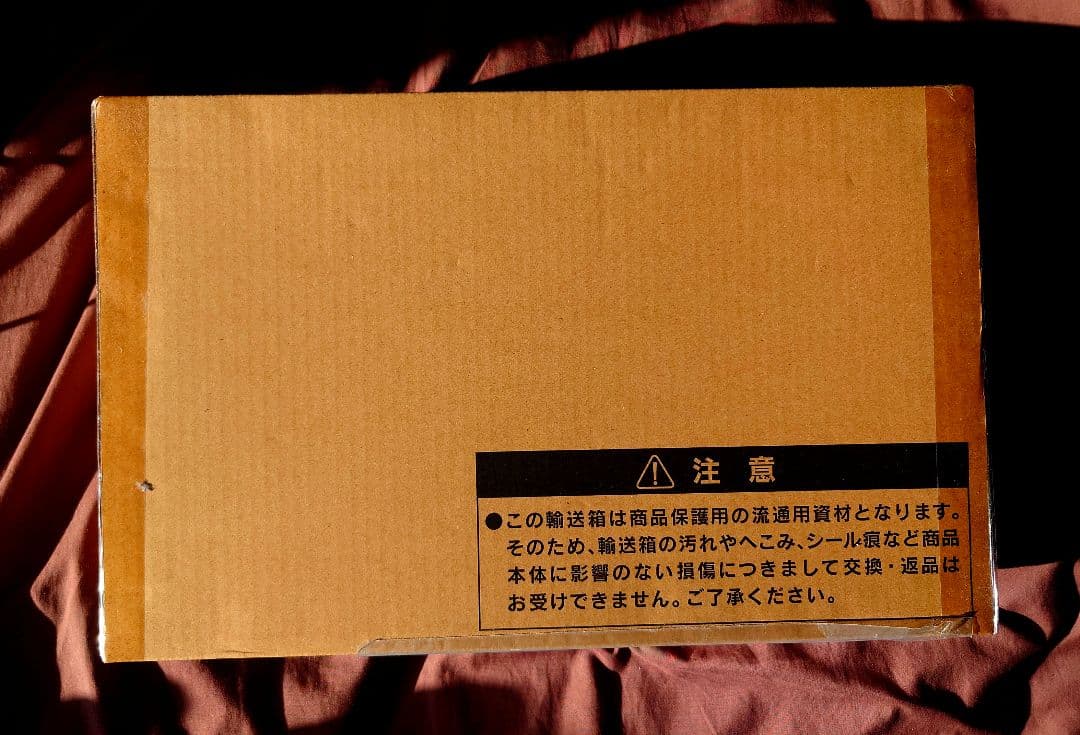 注意
●この輸送箱は商品保護用の流通用資材となります。
そのため、輸送箱の汚れやへこみ、シール痕など商品
本体に影響のない損傷につきまして交換・返品は
お受けできません。ご了承ください。